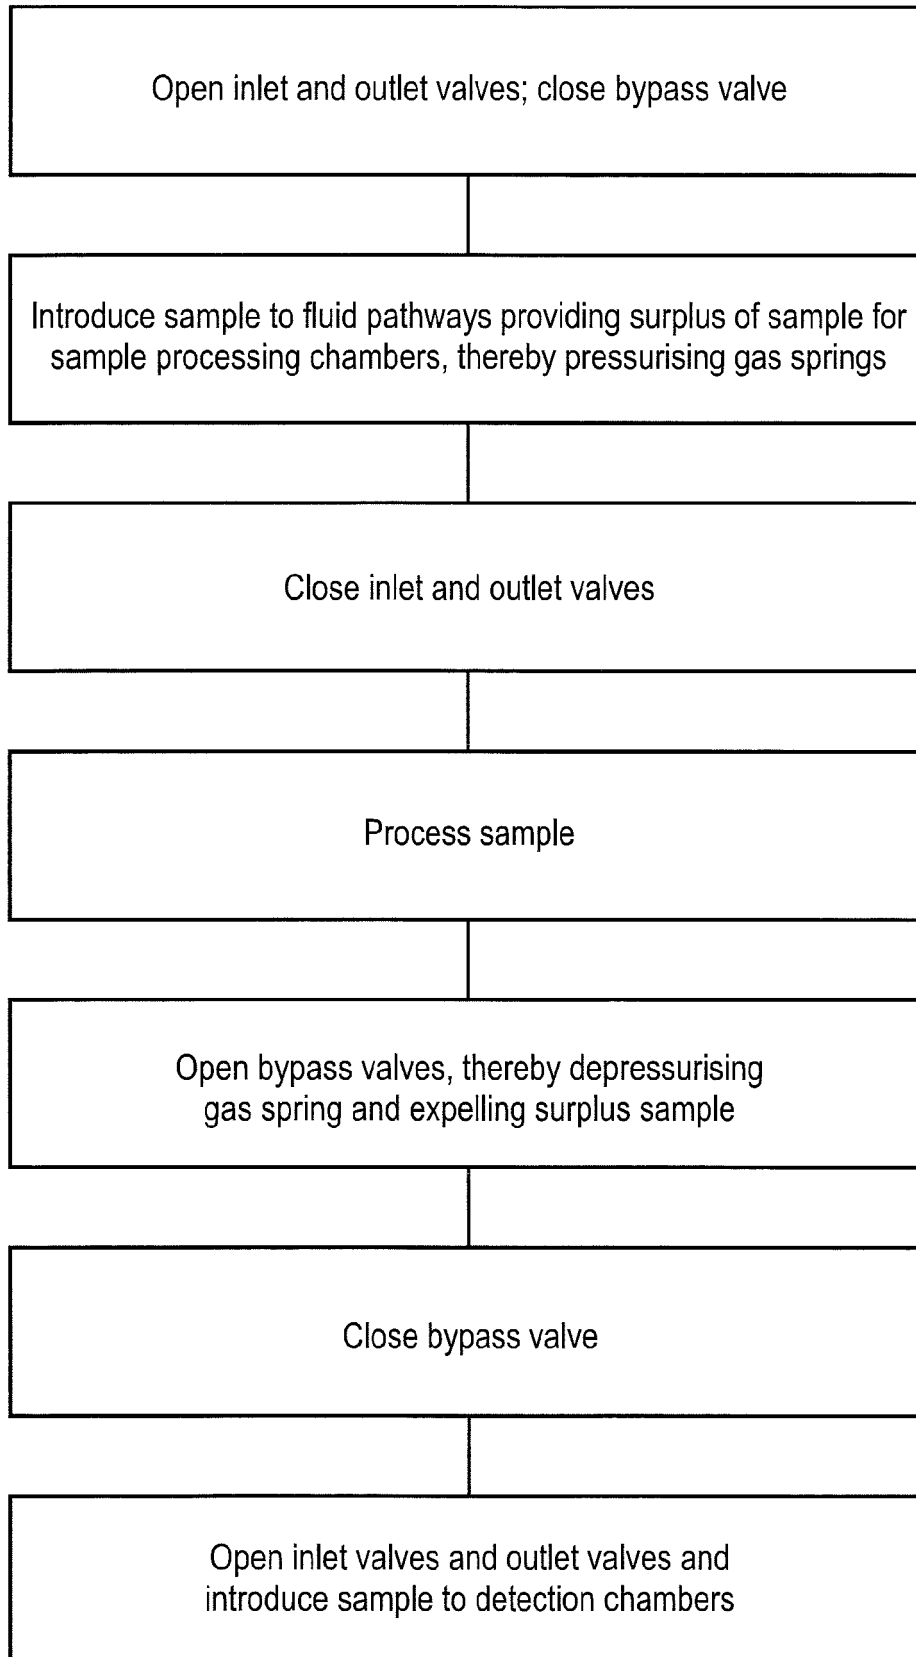 Open inlet and outlet valves; close bypass valve
Introduce sample to fluid pathways providing surplus of sample for
sample processing chambers, thereby pressurising gas springs
Close inlet and outlet valves
Process sample
Open bypass valves, thereby depressurising
gas spring and expelling surplus sample
Close bypass valve
Open inlet valves and outlet valves and
introduce sample to detection chambers